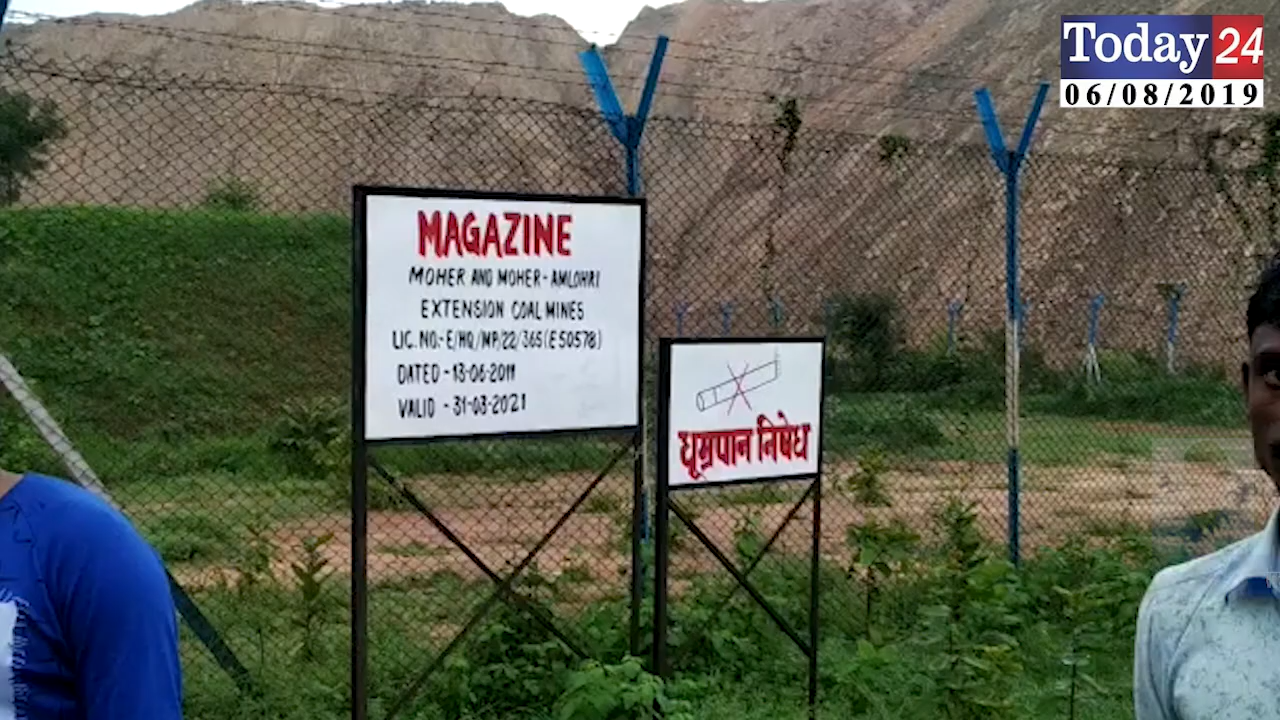 Today 24
06/08/2019
MAGAZINE
MOHER AND MOHER-AMLOHRI
EXTENSION COAL MINES
LIC. NO:- E/HQ/MP/22/365(E50578)
DATED - 13-06-2011
VALID - 31-03-2021
धूम्रपान निषेध